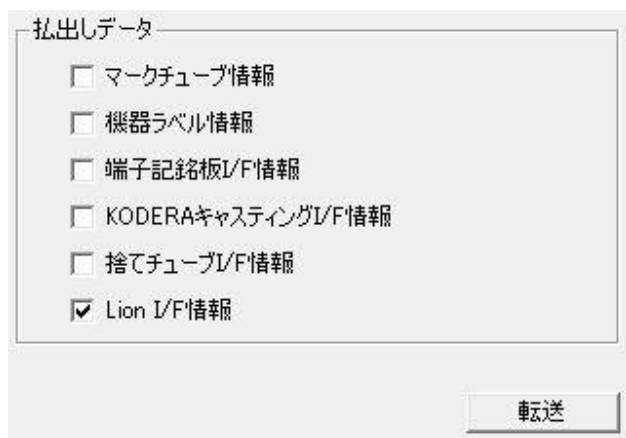 払出しデータ
マークチューブ情報
機器ラベル情報
端子記銘板I/F情報
KODERAキャスティングI/F情報
捨てチューブI/F情報
Lion I/F情報
転送